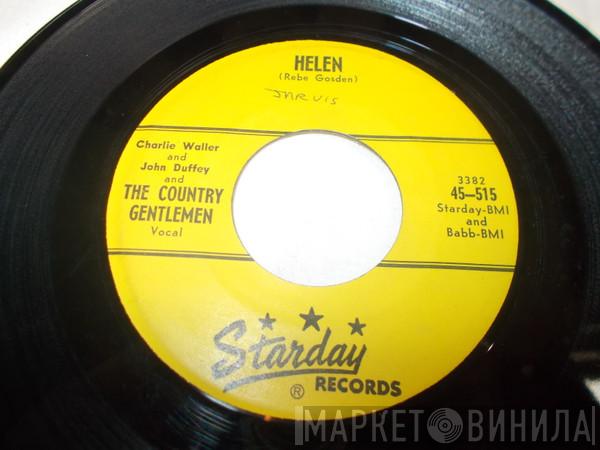 HELEN
(Rebe Gosden)
JARVIS
Charlie Waller
and
John Duffey
and
THE COUNTRY
GENTLEMEN
Vocal
3382
45—515
Starday-BMI
and
Babb-BMI
Starday
® RECORDS
МАРКЕТ ВИНИЛА